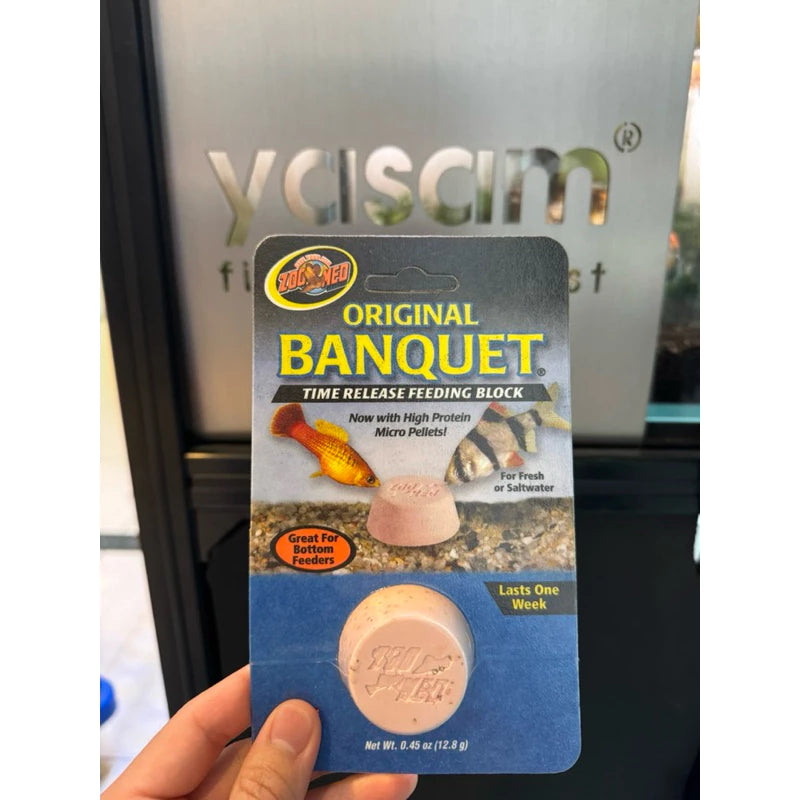 yasam®
ZOO MED
ORIGINAL
BANQUET®
TIME RELEASE FEEDING BLOCK
Now with High Protein
Micro Pellets!
For Fresh
or Saltwater
Great For
Bottom
Feeders
Lasts One
Week
Net Wt. 0.45 oz (12.8 g)